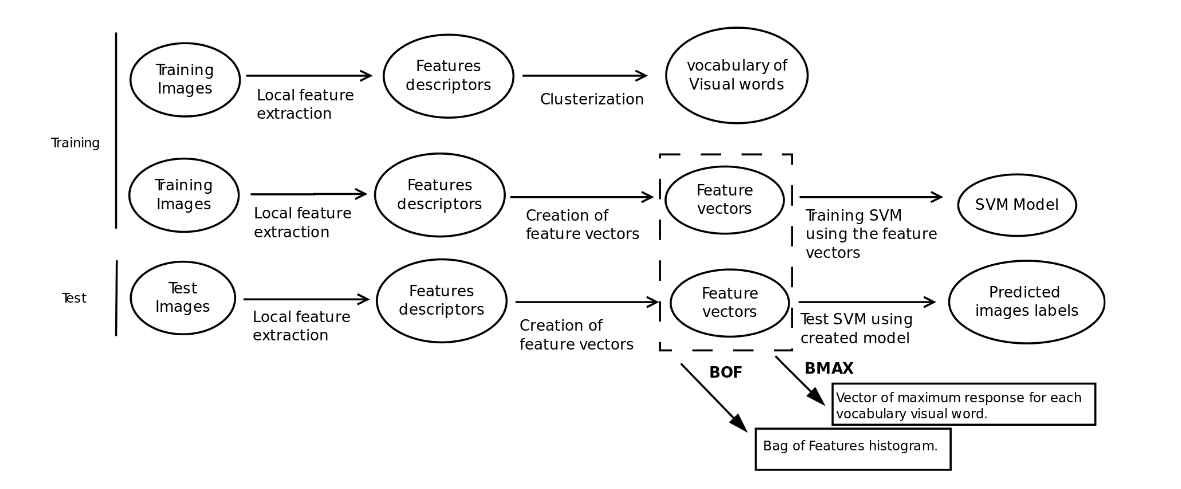 Training
Images
Local feature
extraction
Features
descriptors
Clusterization
vocabulary of
Visual words
Training
Training
Images
Local feature
extraction
Features
descriptors
Creation of
feature vectors
Feature
vectors
Training SVM
using the feature
vectors
SVM Model
Test
Test
Images
Local feature
extraction
Features
descriptors
Creation of
feature vectors
Feature
vectors
Test SVM using
created model
Predicted
images labels
BOF
BMAX
Vector of maximum response for each
vocabulary visual word.
Bag of Features histogram.